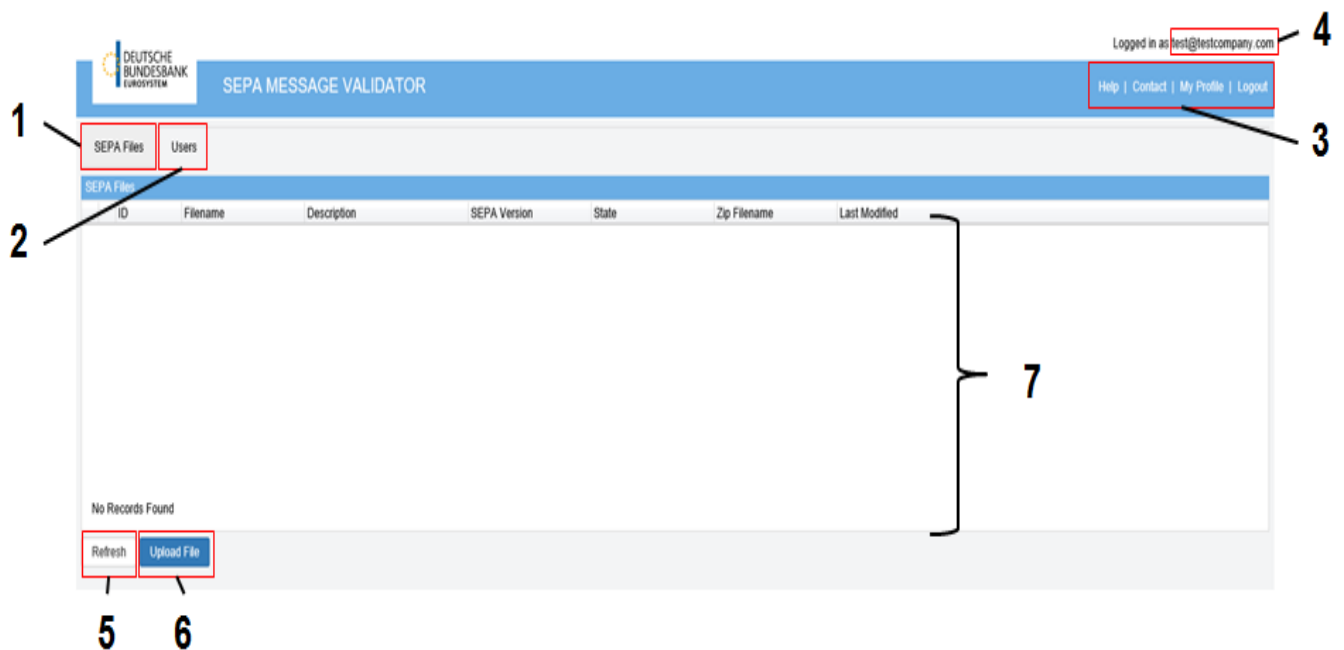 Logged in as test@testcompany.com
4
DEUTSCHE
BUNDESBANK
EUROSYSTEM
SEPA MESSAGE VALIDATOR
Help | Contact | My Profile | Logout
3
1
SEPA Files
Users
SEPA Files
ID Filename Description SEPA Version State Zip Filename Last Modified
2
7
No Records Found
Refresh
Upload File
5
6